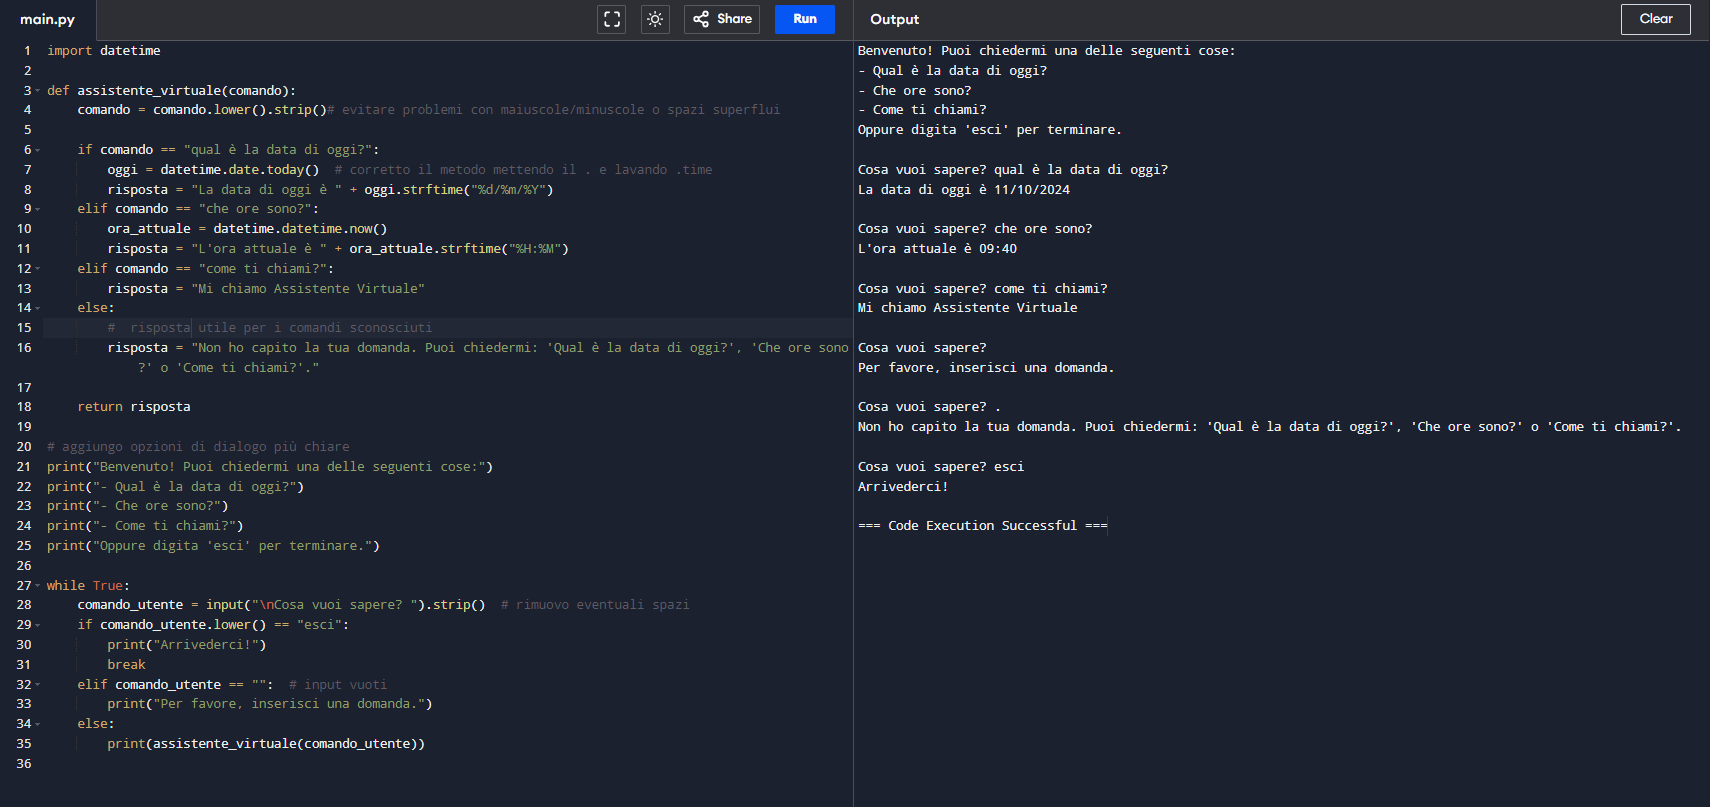 main.py
Share
Run
1 import datetime
2
3 def assistente_virtuale(comando):
4 comando = comando.lower().strip()# evitare problemi con maiuscole/minuscole o spazi superflui
5
6 if comando == "qual è la data di oggi?":
7 oggi = datetime.date.today()  # corretto il metodo mettendo il . e lavando .time
8 risposta = "La data di oggi è " + oggi.strftime("%d/%m/%Y")
9 elif comando == "che ore sono?":
10 ora_attuale = datetime.datetime.now()
11 risposta = "L'ora attuale è " + ora_attuale.strftime("%H:%M")
12 elif comando == "come ti chiami?":
13 risposta = "Mi chiamo Assistente Virtuale"
14 else:
15 #  risposta utile per i comandi sconosciuti
16 risposta = "Non ho capito la tua domanda. Puoi chiedermi: 'Qual è la data di oggi?', 'Che ore sono
?' o 'Come ti chiami?'."
17
18 return risposta
19
20 # aggiungo opzioni di dialogo più chiare
21 print("Benvenuto! Puoi chiedermi una delle seguenti cose:")
22 print("- Qual è la data di oggi?")
23 print("- Che ore sono?")
24 print("- Come ti chiami?")
25 print("Oppure digita 'esci' per terminare.")
26
27 while True:
28 comando_utente = input("\nCosa vuoi sapere? ").strip()  # rimuovo eventuali spazi
29 if comando_utente.lower() == "esci":
30 print("Arrivederci!")
31 break
32 elif comando_utente == "":  # input vuoti
33 print("Per favore, inserisci una domanda.")
34 else:
35 print(assistente_virtuale(comando_utente))
36
Output
Clear
Benvenuto! Puoi chiedermi una delle seguenti cose:
- Qual è la data di oggi?
- Che ore sono?
- Come ti chiami?
Oppure digita 'esci' per terminare.
Cosa vuoi sapere? qual è la data di oggi?
La data di oggi è 11/10/2024
Cosa vuoi sapere? che ore sono?
L'ora attuale è 09:40
Cosa vuoi sapere? come ti chiami?
Mi chiamo Assistente Virtuale
Cosa vuoi sapere?
Per favore, inserisci una domanda.
Cosa vuoi sapere? .
Non ho capito la tua domanda. Puoi chiedermi: 'Qual è la data di oggi?', 'Che ore sono?' o 'Come ti chiami?'.
Cosa vuoi sapere? esci
Arrivederci!
=== Code Execution Successful ===